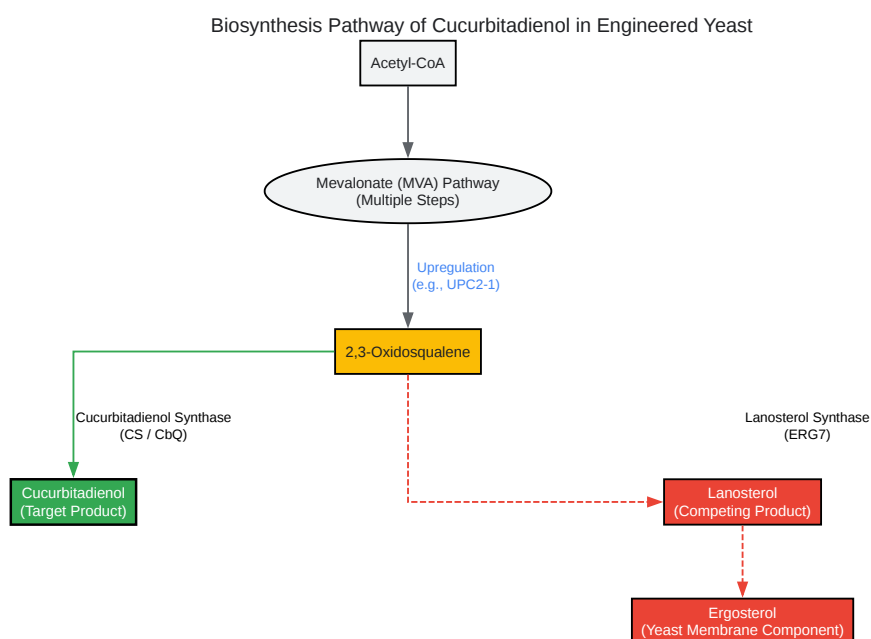 Biosynthesis Pathway of Cucurbitadienol in Engineered Yeast
Acetyl-CoA
Mevalonate (MVA) Pathway
(Multiple Steps)
Upregulation
(e.g., UPC2-1)
2,3-Oxidosqualene
Cucurbitadienol Synthase
(CS / CbQ)
Lanosterol Synthase
(ERG7)
Cucurbitadienol
(Target Product)
Lanosterol
(Competing Product)
Ergosterol
(Yeast Membrane Component)